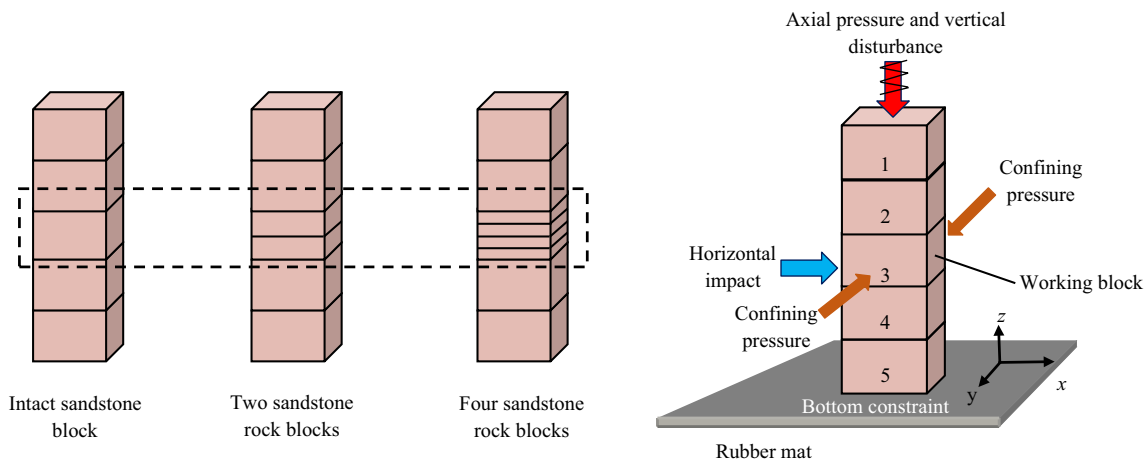 Intact sandstone
block
Two sandstone
rock blocks
Four sandstone
rock blocks
Axial pressure and vertical
disturbance
1
2
3
4
5
Confining
pressure
Horizontal
impact
Working block
Confining
pressure
z
x
y
Bottom constraint
Rubber mat